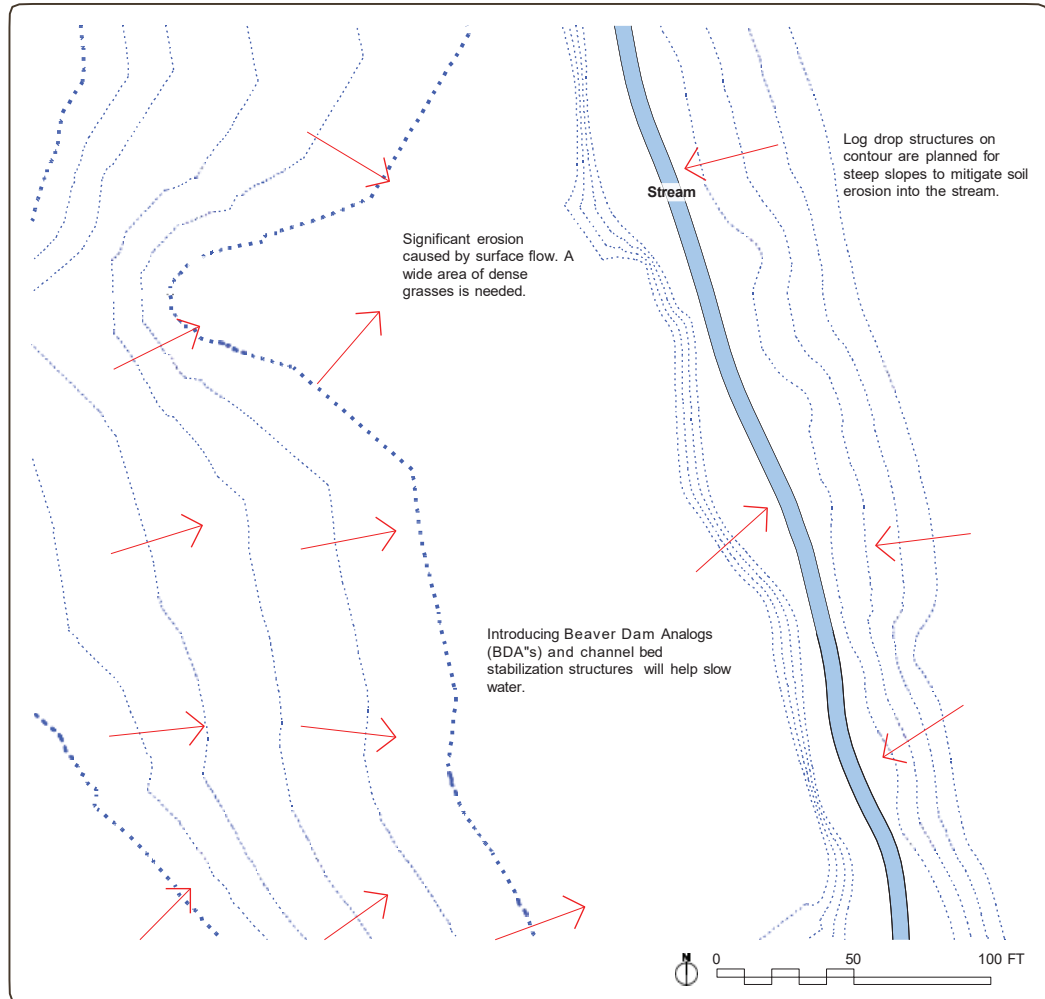 Log drop structures on
contour are planned for
steep slopes to mitigate soil
erosion into the stream.
Stream
Significant erosion
caused by surface flow. A
wide area of dense
grasses is needed.
Introducing Beaver Dam Analogs
(BDA"s) and channel bed
stabilization structures will help slow
water.
N
0 50 100 FT